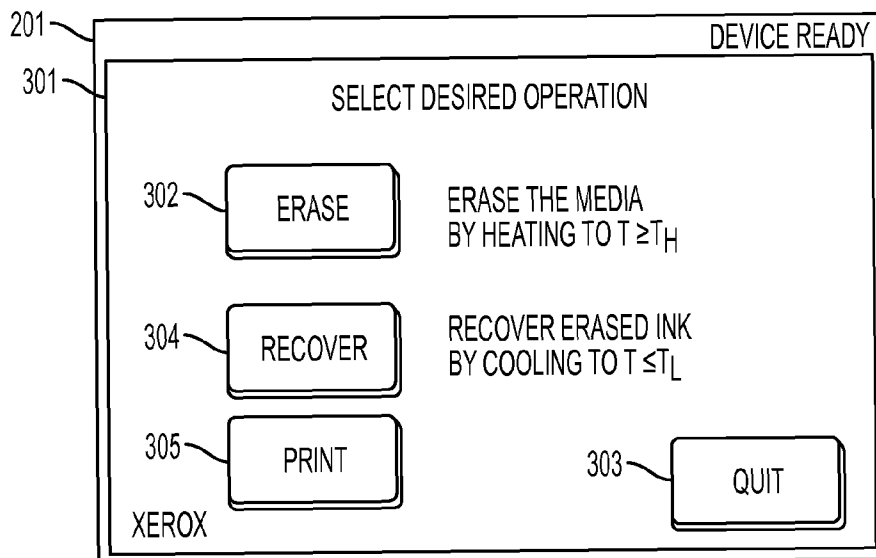 201
DEVICE READY
301
SELECT DESIRED OPERATION
302
ERASE
ERASE THE MEDIA
BY HEATING TO T ≥TH
304
RECOVER
RECOVER ERASED INK
BY COOLING TO T ≤TL
305
PRINT
303
QUIT
XEROX